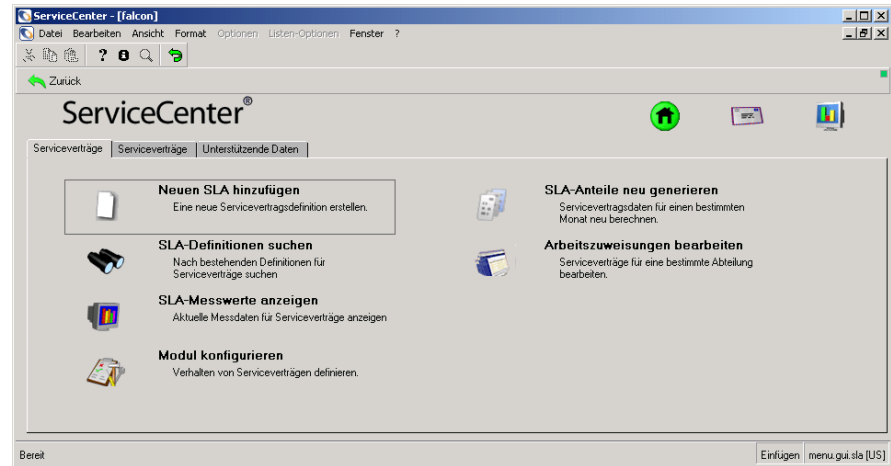 ServiceCenter - [falcon]
Datei Bearbeiten Ansicht Format Optionen Listen-Optionen Fenster ?
Zurück
ServiceCenter®
Serviceverträge Serviceverträge Unterstützende Daten
Neuen SLA hinzufügen
Eine neue Servicevertragsdefinition erstellen.
SLA-Definitionen suchen
Nach bestehenden Definitionen für
Serviceverträge suchen
SLA-Messwerte anzeigen
Aktuelle Messdaten für Serviceverträge anzeigen
Modul konfigurieren
Verhalten von Serviceverträgen definieren.
SLA-Anteile neu generieren
Servicevertragsdaten für einen bestimmten
Monat neu berechnen.
Arbeitszuweisungen bearbeiten
Serviceverträge für eine bestimmte Abteilung
bearbeiten.
Bereit Einfügen menu.gui.sla [US]